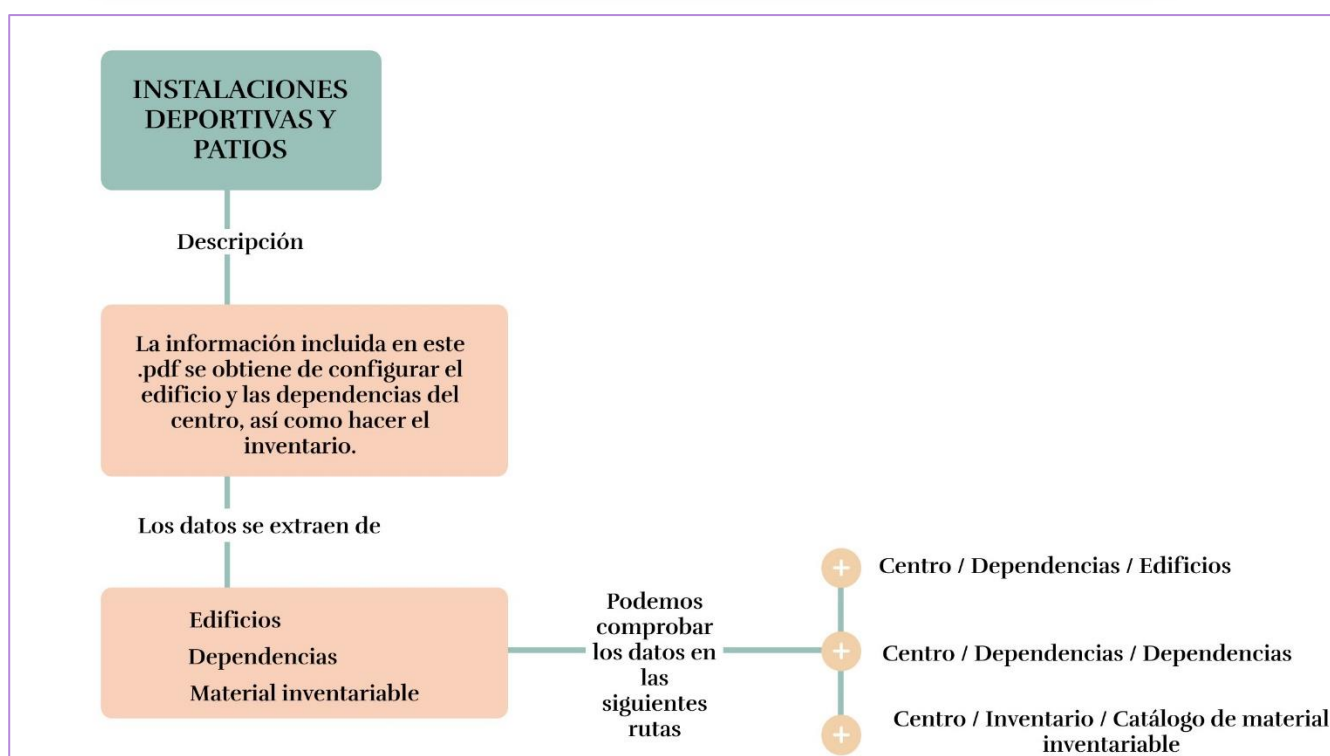 INSTALACIONES
DEPORTIVAS Y
PATIOS
Descripción
La información incluida en este
.pdf se obtiene de configurar el
edificio y las dependencias del
centro, así como hacer el
inventario.
Los datos se extraen de
Edificios
Dependencias
Material inventariable
Podemos
comprobar
los datos en
las
siguientes
rutas
Centro / Dependencias / Edificios
Centro / Dependencias / Dependencias
Centro / Inventario / Catálogo de material
inventariable